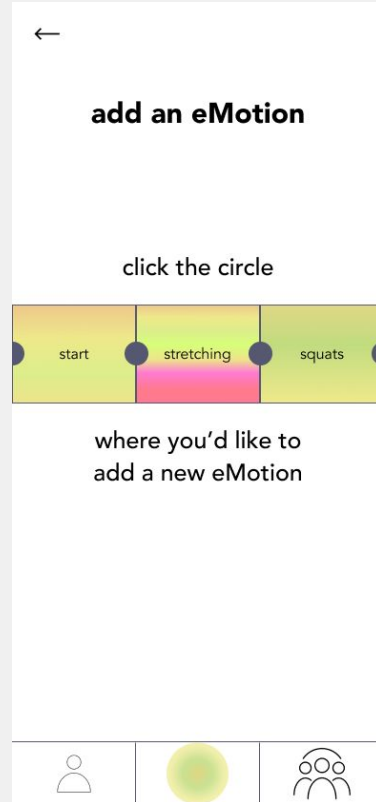 add an eMotion
click the circle
start
stretching
squats
where you'd like to
add a new eMotion